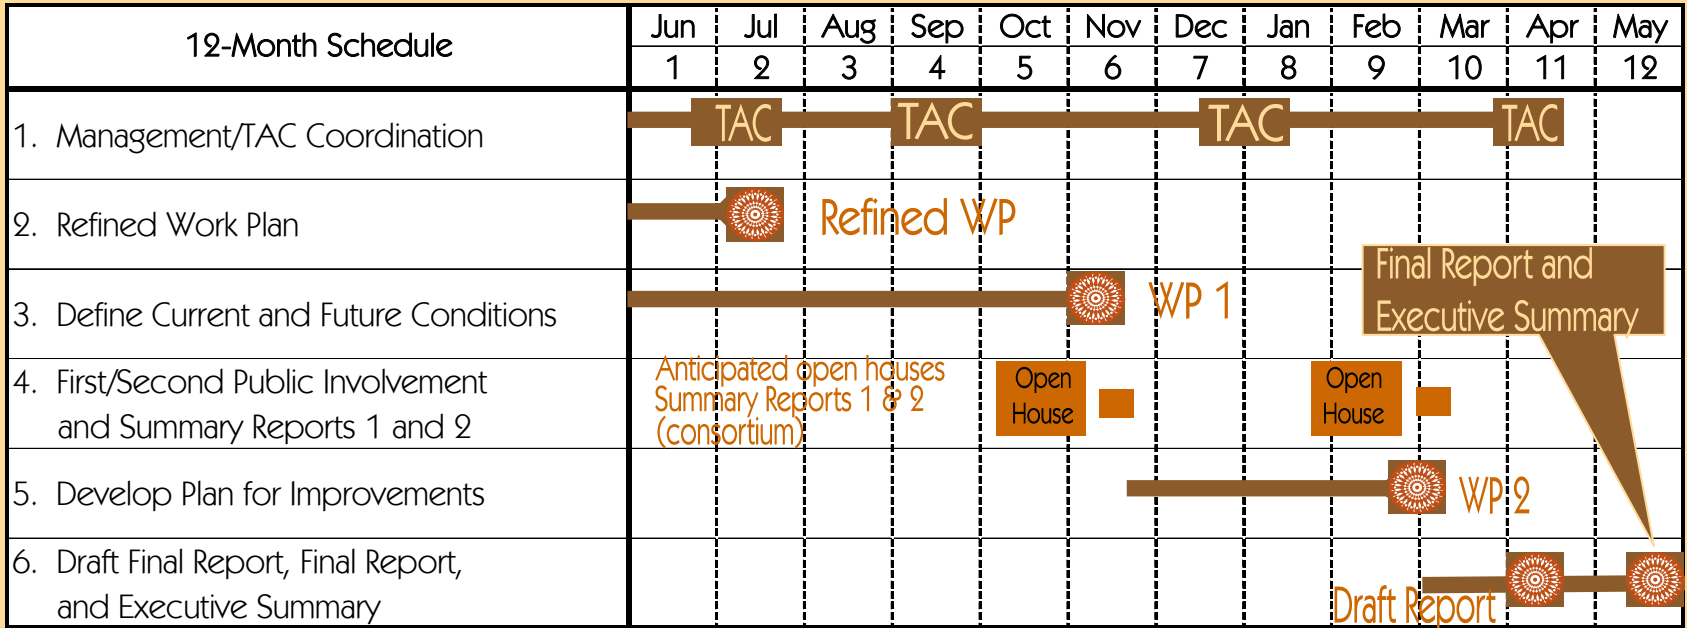 12-Month Schedule
Jun Jul Aug Sep Oct Nov Dec Jan Feb Mar Apr May
1 2 3 4 5 6 7 8 9 10 11 12
1. Management/TAC Coordination
TAC TAC TAC TAC
2. Refined Work Plan
Refined WP
3. Define Current and Future Conditions
WP 1
Final Report and
Executive Summary
4. First/Second Public Involvement
and Summary Reports 1 and 2
Anticipated open houses
Summary Reports 1 & 2
(consortium)
Open
House
Open
House
5. Develop Plan for Improvements
WP 2
6. Draft Final Report, Final Report,
and Executive Summary
Draft Report